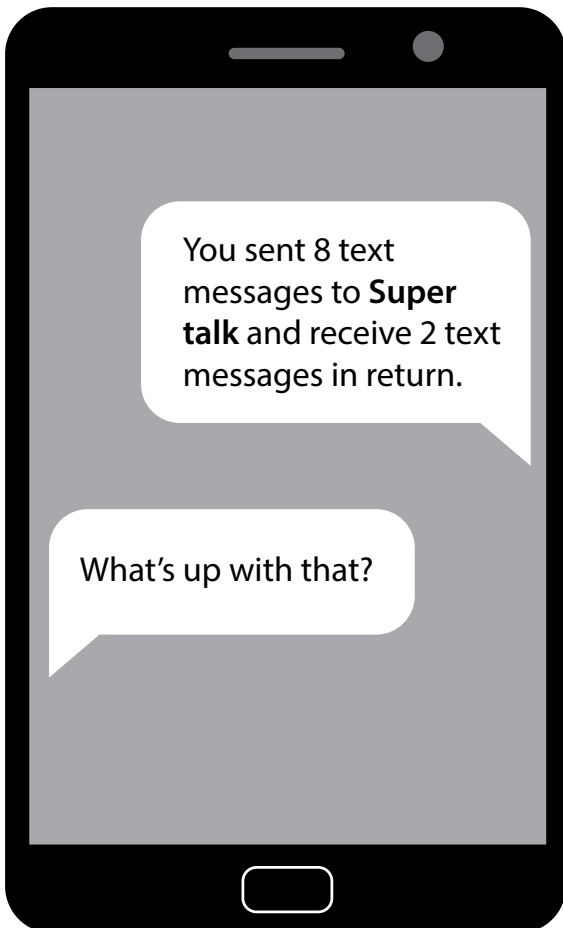 You sent 8 text
messages to Super
talk and receive 2 text
messages in return.
What’s up with that?